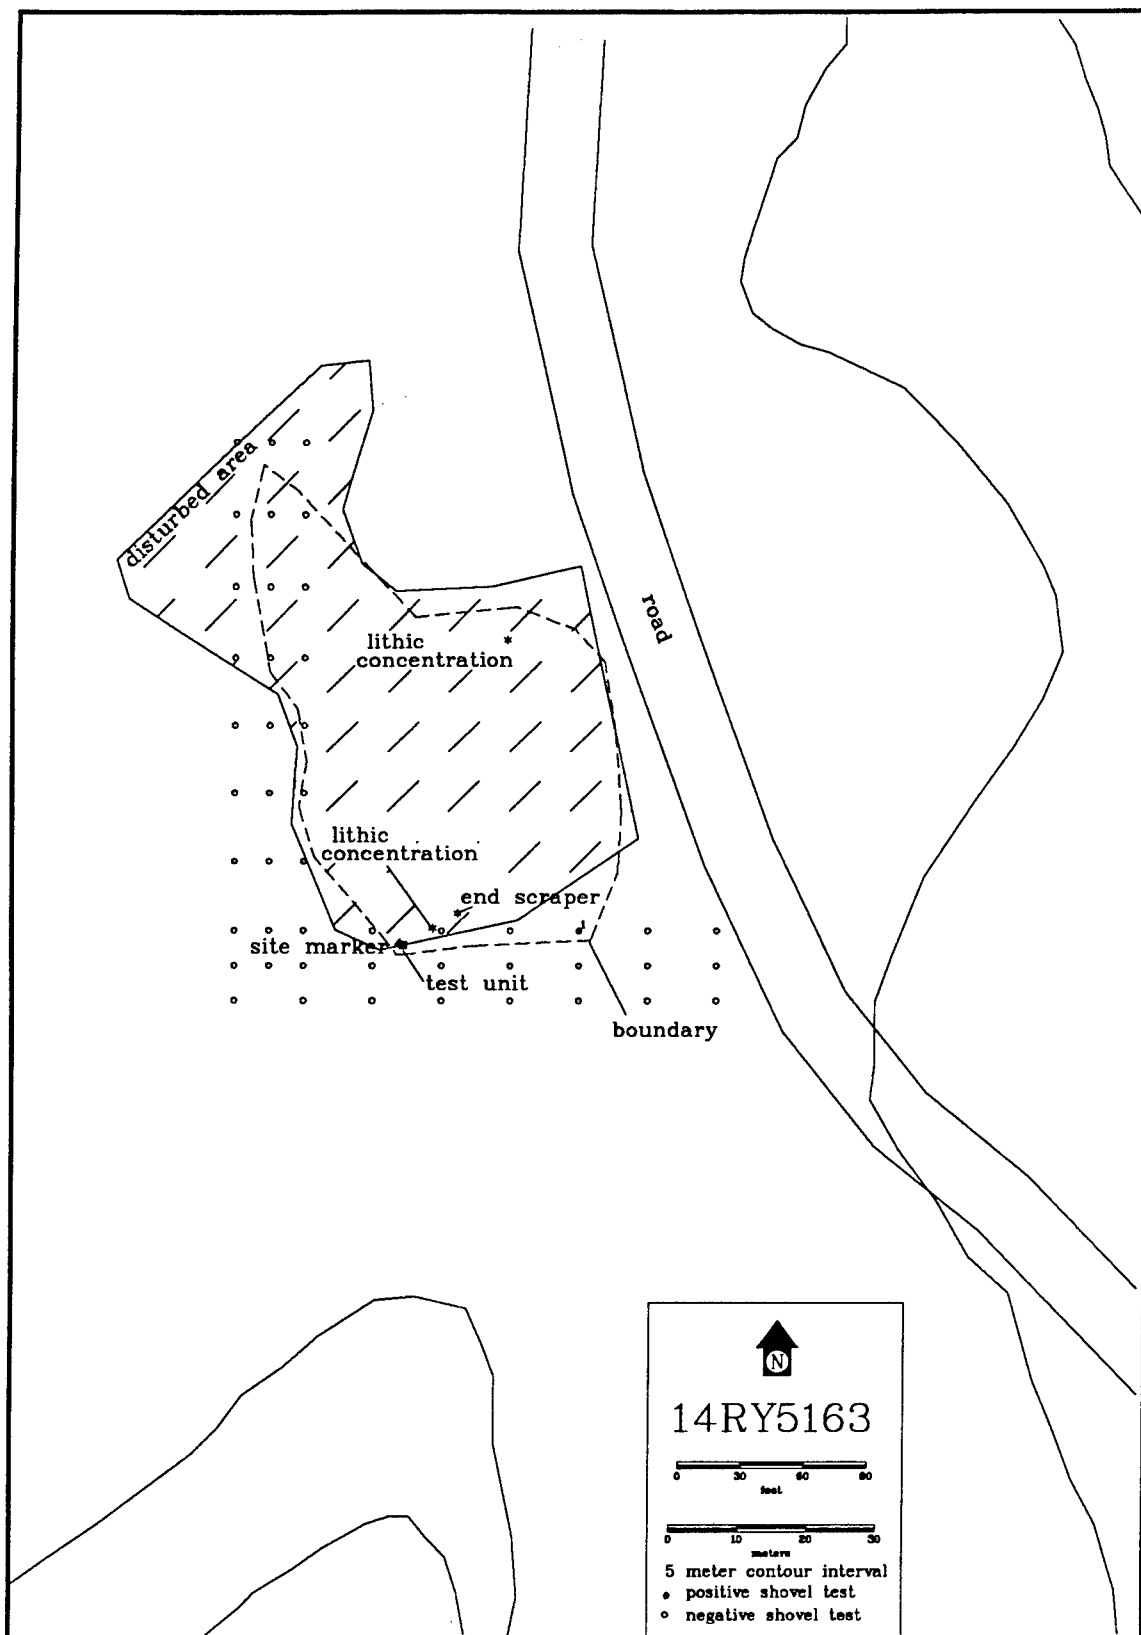 disturbed area
road
lithic
concentration
lithic
concentration
end scraper
1
site marker
test unit
boundary
N
14RY5163
0 30 60 90
feet
0 10 20 30
meters
5 meter contour interval
positive shovel test
negative shovel test